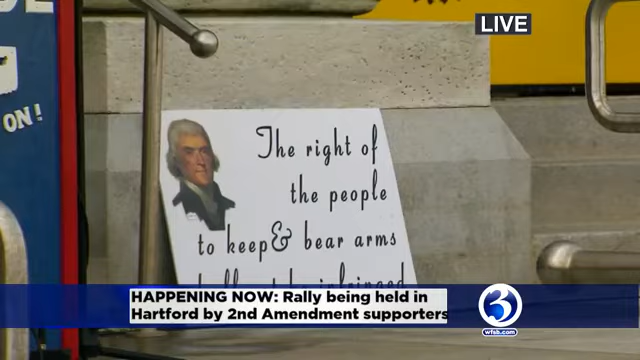 LIVE
ON!
The right of
the people
to keep & bear arms
HAPPENING NOW: Rally being held in
Hartford by 2nd Amendment supporters
3
wfsb.com